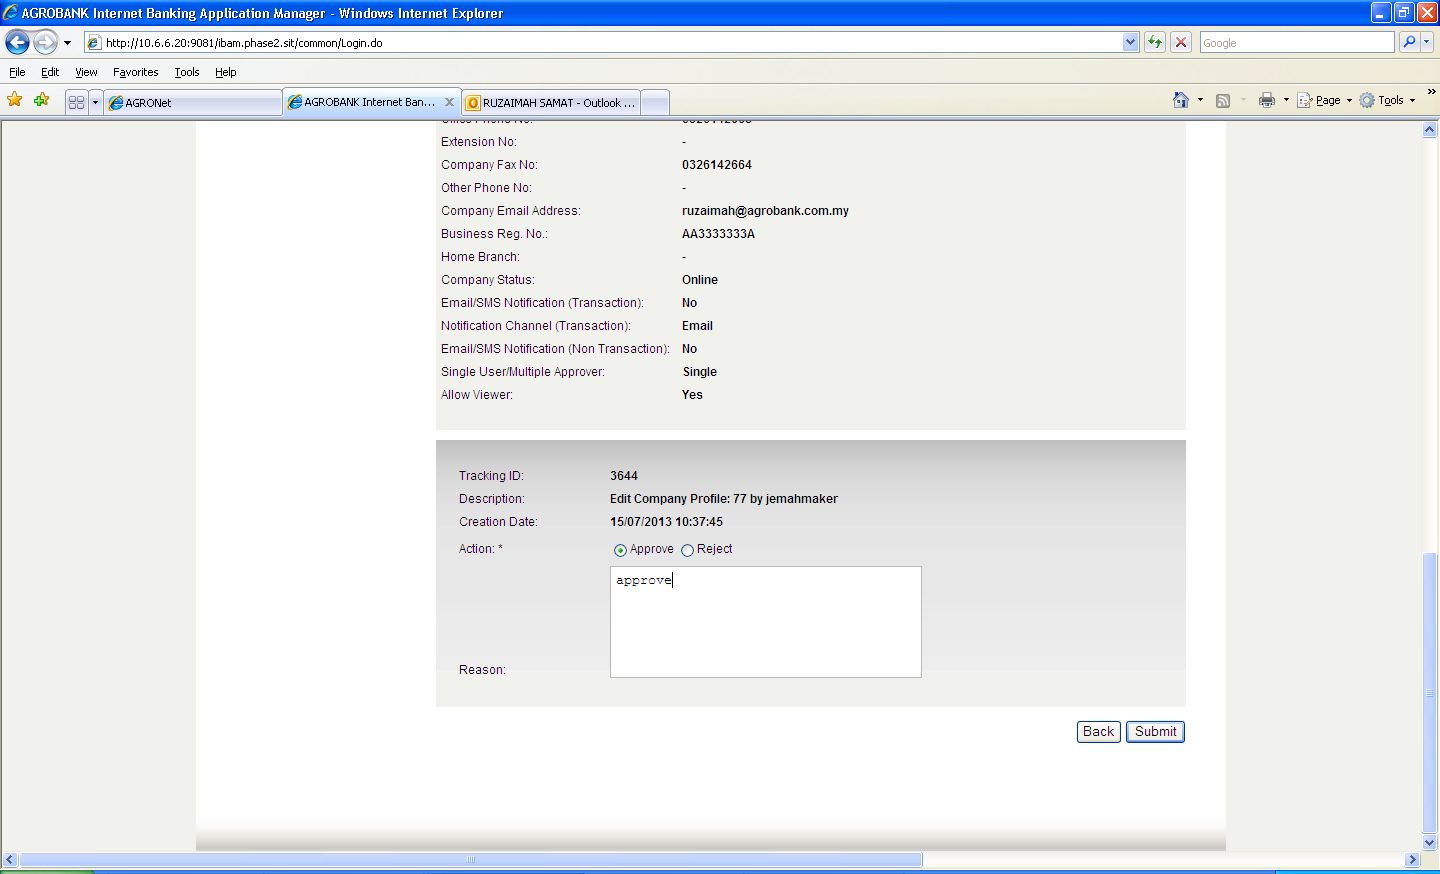 AGROBANK Internet Banking Application Manager - Windows Internet Explorer
http://10.6.6.20:9081/ibam.phase2.sit/common/Login.do
Google
File Edit View Favorites Tools Help
AGRONet
AGROBANK Internet Ban...
RUZAIMAH SAMAT - Outlook ...
Page
Tools
Extension No: -
Company Fax No: 0326142664
Other Phone No: -
Company Email Address: ruzaimah@agrobank.com.my
Business Reg. No.: AA3333333A
Home Branch: -
Company Status: Online
Email/SMS Notification (Transaction): No
Notification Channel (Transaction): Email
Email/SMS Notification (Non Transaction): No
Single User/Multiple Approver: Single
Allow Viewer: Yes
Tracking ID: 3644
Description: Edit Company Profile: 77 by jemahmaker
Creation Date: 15/07/2013 10:37:45
Action: * Approve Reject
approve
Reason:
Back Submit